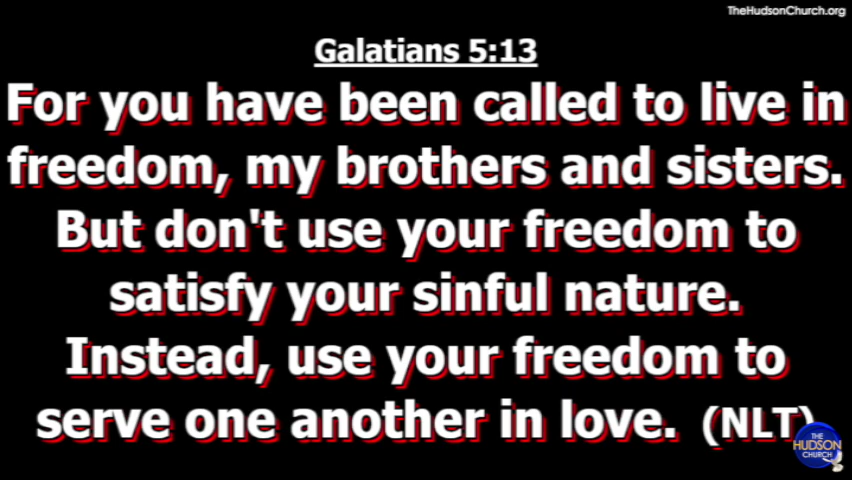 TheHudsonChurch.org
Galatians 5:13
For you have been called to live in
freedom, my brothers and sisters.
But don't use your freedom to
satisfy your sinful nature.
Instead, use your freedom to
serve one another in love. (NLT)
THE
HUDSON
CHURCH